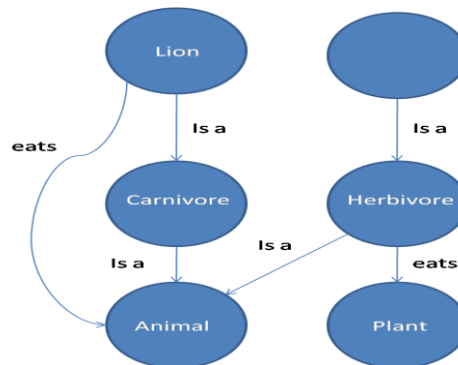 Lion
Is a
Is a
eats
Carnivore
Herbivore
Is a
Is a
eats
Animal
Plant